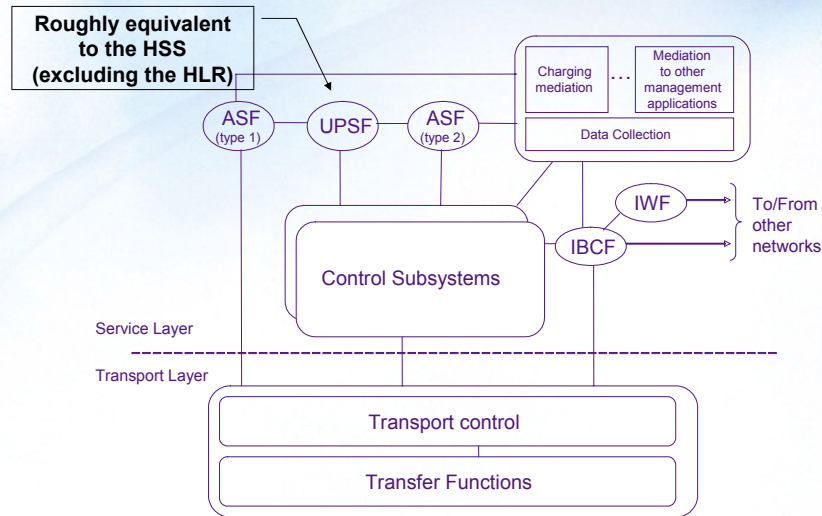 Roughly equivalent
to the HSS
(excluding the HLR)
Charging
mediation
...
Mediation
to other
management
applications
Data Collection
ASF
(type 1)
UPSF
ASF
(type 2)
IWF
IBCF
To/From
other
networks
Control Subsystems
Service Layer
Transport Layer
Transport control
Transfer Functions